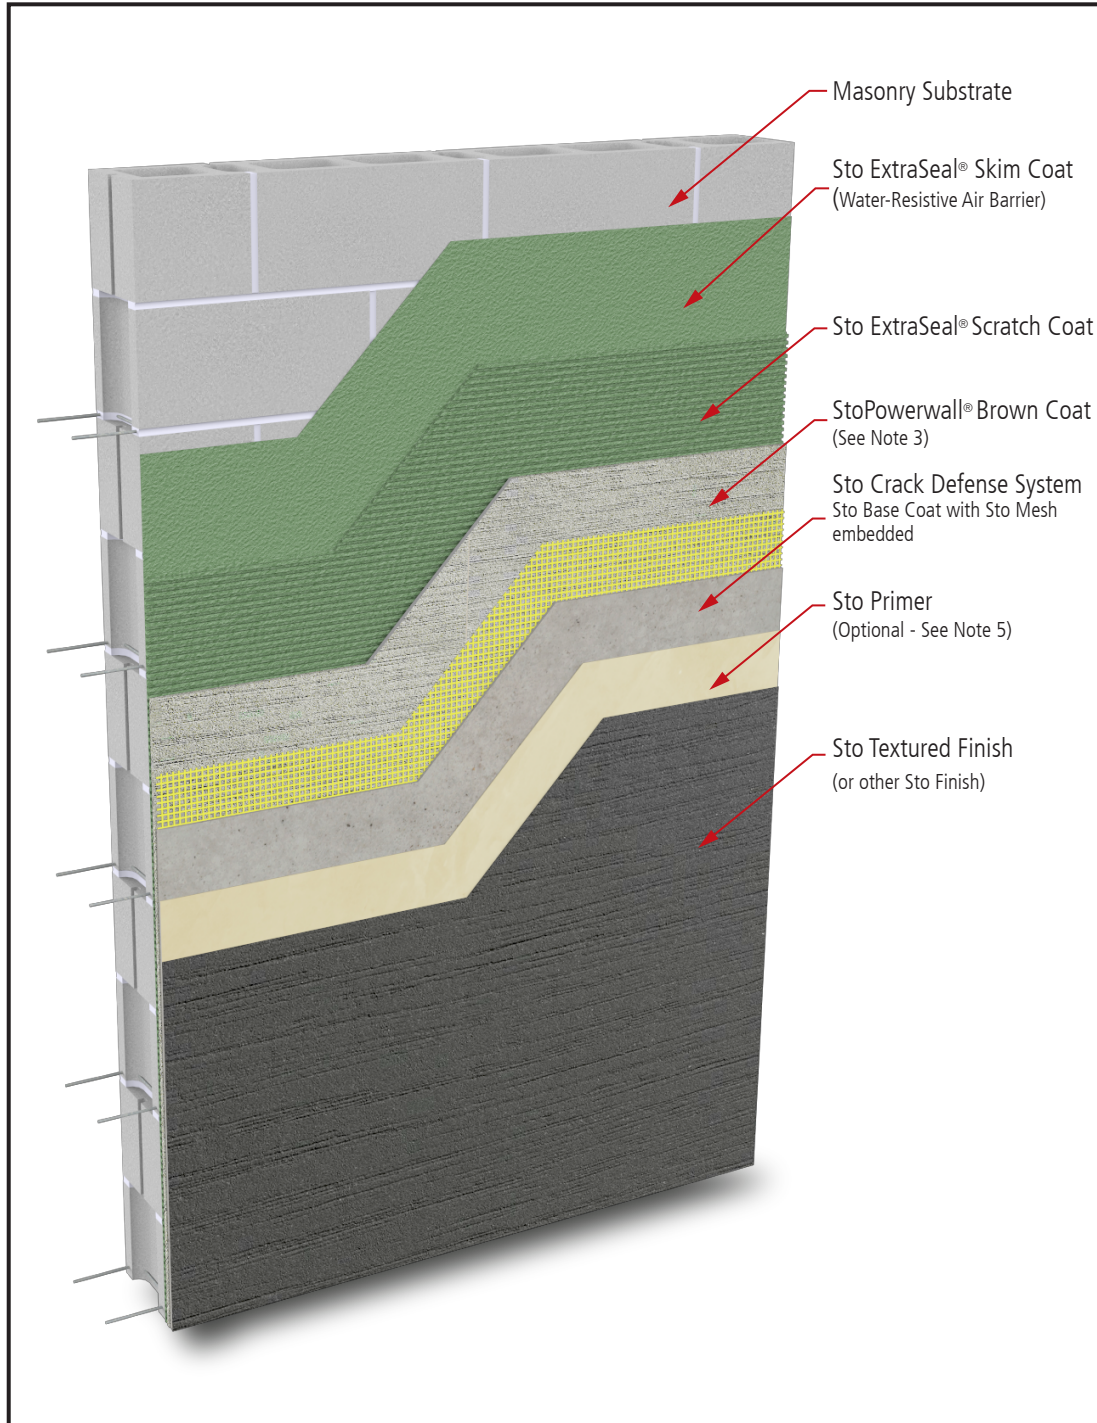 Masonry Substrate
Sto ExtraSeal® Skim Coat
(Water-Resistive Air Barrier)
Sto ExtraSeal® Scratch Coat
StoPowerwall® Brown Coat
(See Note 3)
Sto Crack Defense System
Sto Base Coat with Sto Mesh
embedded
Sto Primer
(Optional - See Note 5)
Sto Textured Finish
(or other Sto Finish)